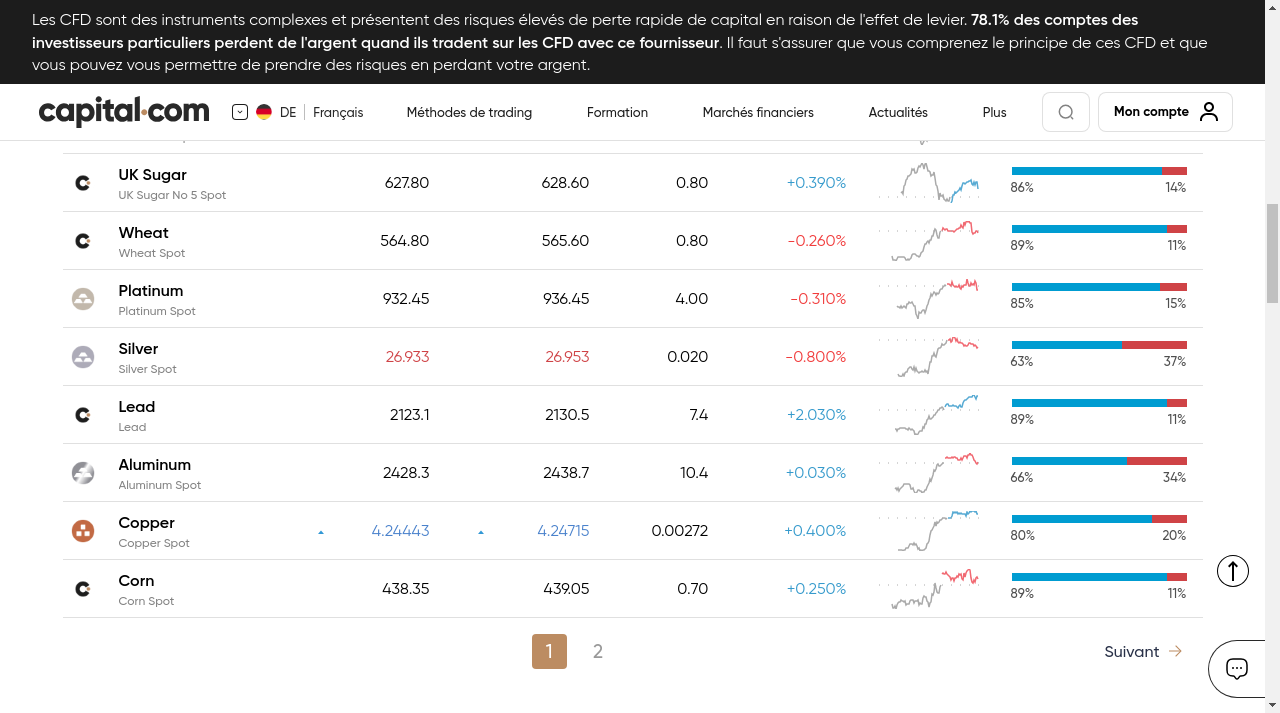 Les CFD sont des instruments complexes et présentent des risques élevés de perte rapide de capital en raison de l'effet de levier. 78.1% des comptes des
investisseurs particuliers perdent de l'argent quand ils tradent sur les CFD avec ce fournisseur. Il faut s'assurer que vous comprenez le principe de ces CFD et que
vous pouvez vous permettre de prendre des risques en perdant votre argent.
capital.com DE Français Méthodes de trading Formation Marchés financiers Actualités Plus Mon compte
UK Sugar 627.80 628.60 0.80 +0.390%
UK Sugar No 5 Spot 86% 14%
Wheat 564.80 565.60 0.80 -0.260%
Wheat Spot 89% 11%
Platinum 932.45 936.45 4.00 -0.310%
Platinum Spot 85% 15%
Silver 26.933 26.953 0.020 -0.800%
Silver Spot 63% 37%
Lead 2123.1 2130.5 7.4 +2.030%
Lead 89% 11%
Aluminum 2428.3 2438.7 10.4 +0.030%
Aluminum Spot 66% 34%
Copper 4.24443 4.24715 0.00272 +0.400%
Copper Spot 80% 20%
Corn 438.35 439.05 0.70 +0.250%
Corn Spot 89% 11%
1 2 Suivant